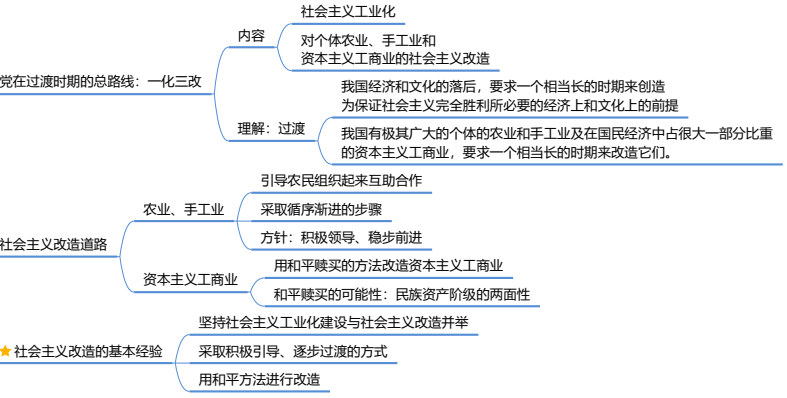 党在过渡时期的总路线：一化三改
内容
社会主义工业化
对个体农业、手工业和
资本主义工商业的社会主义改造
理解：过渡
我国经济和文化的落后，要求一个相当长的时期来创造
为保证社会主义完全胜利所必要的经济上和文化上的前提
我国有极其广大的个体的农业和手工业及在国民经济中占很大一部分比重
的资本主义工商业，要求一个相当长的时期来改造它们。
社会主义改造道路
农业、手工业
引导农民组织起来互助合作
采取循序渐进的步骤
方针：积极领导、稳步前进
资本主义工商业
用和平赎买的方法改造资本主义工商业
和平赎买的可能性：民族资产阶级的两面性
社会主义改造的基本经验
坚持社会主义工业化建设与社会主义改造并举
采取积极引导、逐步过渡的方式
用和平方法进行改造